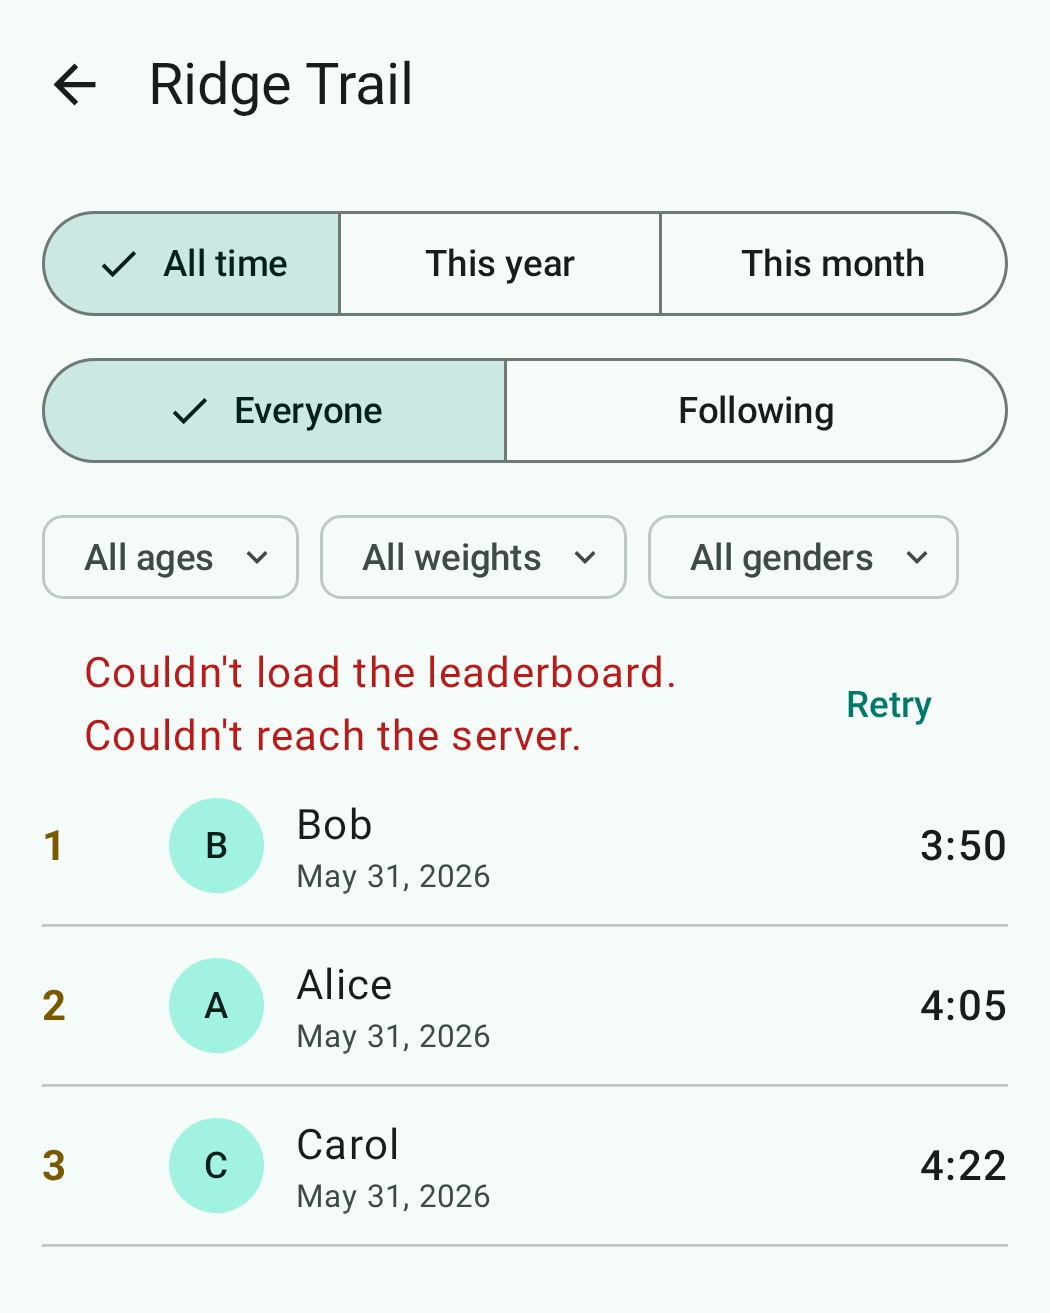 Ridge Trail
All time
This year
This month
Everyone
Following
All ages
All weights
All genders
Couldn't load the leaderboard.
Couldn't reach the server.
Retry
1
B
Bob
May 31, 2026
3:50
2
A
Alice
May 31, 2026
4:05
3
C
Carol
May 31, 2026
4:22